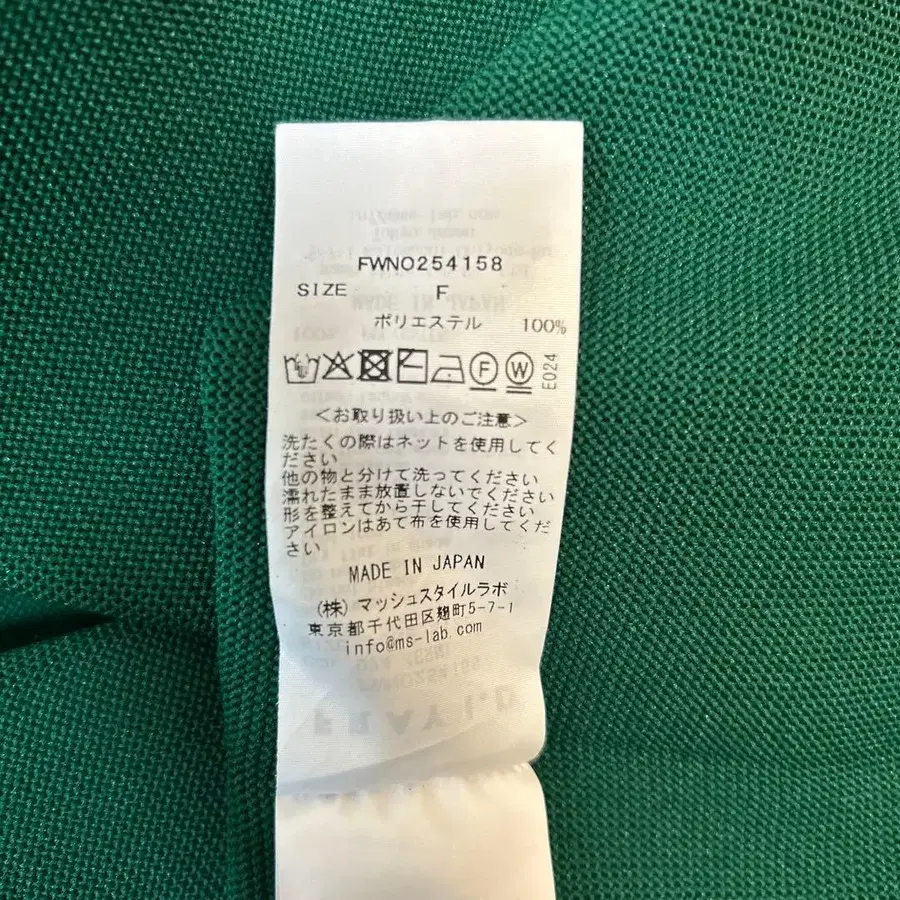 FWNO254158
SIZE F
ポリエステル 100%
F W E024
<お取り扱い上のご注意>
洗たくの際はネットを使用してく
ださい
他の物と分けて洗ってください
濡れたまま放置しないでください
形を整えてから干してください
アイロンはあて布を使用してくだ
さい
MADE IN JAPAN
(株) マッシュスタイルラボ
東京都千代田区麹町5-7-1
info@ms-lab.com
FRAY I.D